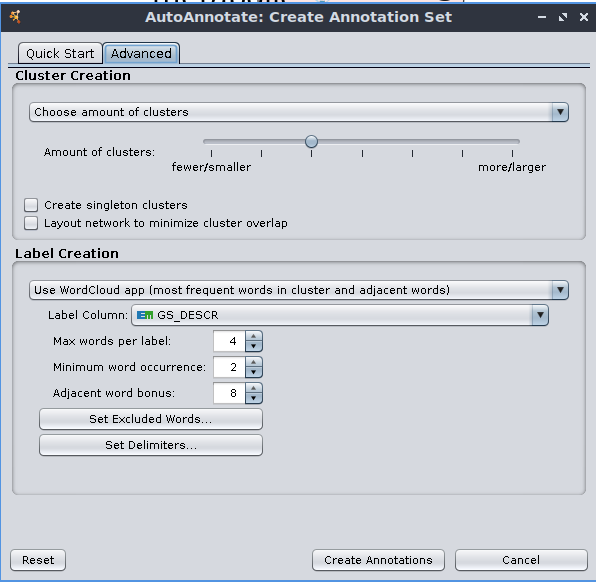 AutoAnnotate: Create Annotation Set
Quick Start Advanced
Cluster Creation
Choose amount of clusters
Amount of clusters:
fewer/smaller more/larger
Create singleton clusters
Layout network to minimize cluster overlap
Label Creation
Use WordCloud app (most frequent words in cluster and adjacent words)
Label Column: EM GS_DESCR
Max words per label: 4
Minimum word occurrence: 2
Adjacent word bonus: 8
Set Excluded Words...
Set Delimiters...
Reset Create Annotations Cancel